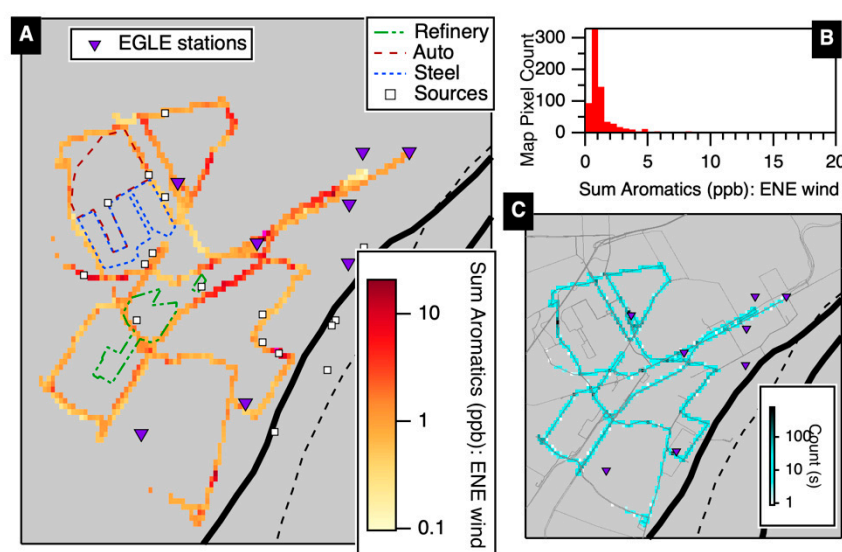 A
EGLE stations
Refinery
Auto
Steel
Sources
10
1
0.1
Sum Aromatics (ppb): ENE wind
B
Map Pixel Count
300
200
100
0
0 5 10 15 20
Sum Aromatics (ppb): ENE wind
C
100
10
1
Count (s)